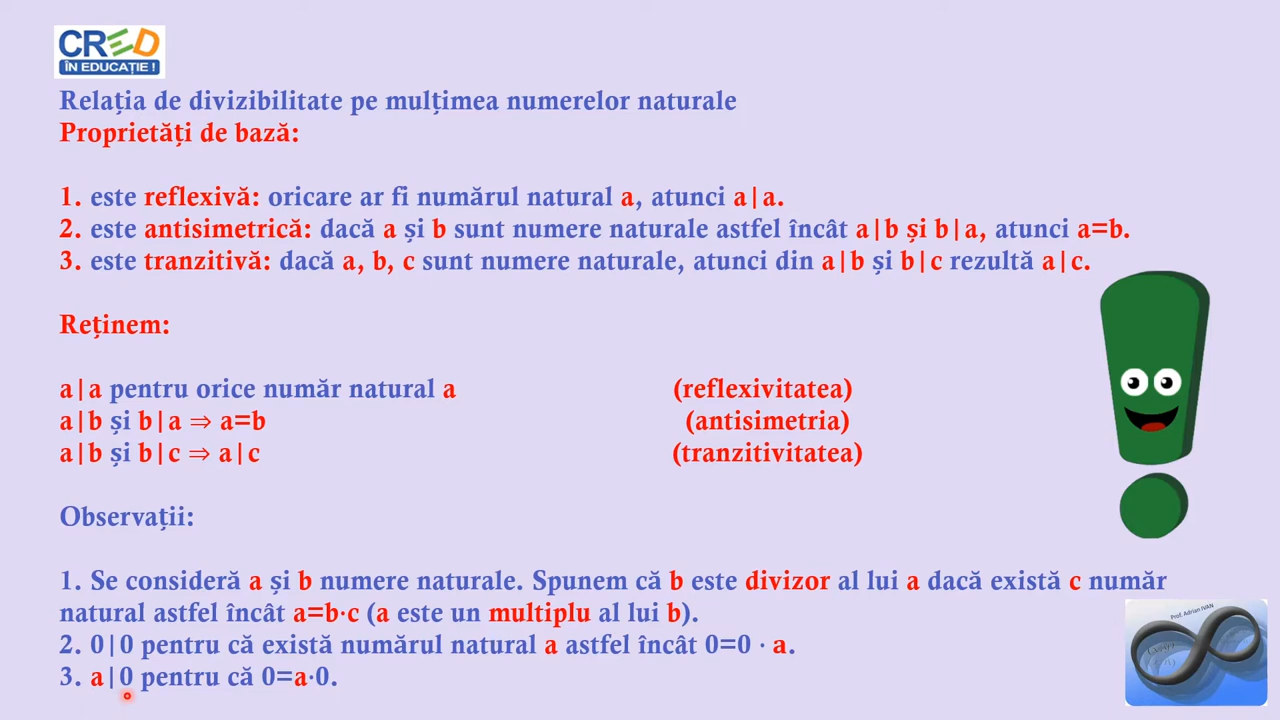 CRED
ÎN EDUCAȚIE !
Relația de divizibilitate pe mulțimea numerelor naturale
Proprietăți de bază:
1. este reflexivă: oricare ar fi numărul natural a, atunci a|a.
2. este antisimetrică: dacă a și b sunt numere naturale astfel încât a|b și b|a, atunci a=b.
3. este tranzitivă: dacă a, b, c sunt numere naturale, atunci din a|b și b|c rezultă a|c.
Reținem:
a|a pentru orice număr natural a (reflexivitatea)
a|b și b|a ⇒ a=b (antisimetria)
a|b și b|c ⇒ a|c (tranzitivitatea)
Observații:
1. Se consideră a și b numere naturale. Spunem că b este divizor al lui a dacă există c număr
natural astfel încât a=b·c (a este un multiplu al lui b).
2. 0|0 pentru că există numărul natural a astfel încât 0=0 · a.
3. a|0 pentru că 0=a·0.
Prof. Adrian IVAN